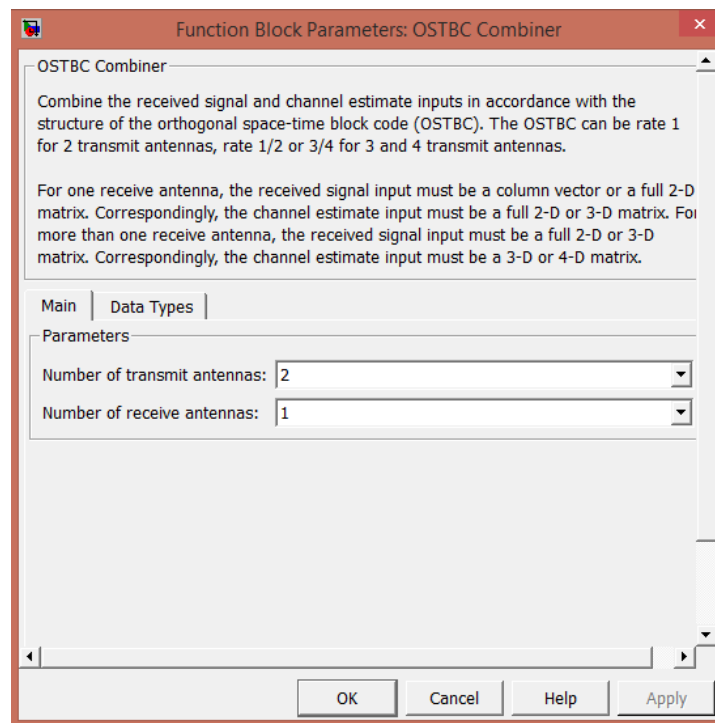 Function Block Parameters: OSTBC Combiner
OSTBC Combiner
Combine the received signal and channel estimate inputs in accordance with the
structure of the orthogonal space-time block code (OSTBC). The OSTBC can be rate 1
for 2 transmit antennas, rate 1/2 or 3/4 for 3 and 4 transmit antennas.
For one receive antenna, the received signal input must be a column vector or a full 2-D
matrix. Correspondingly, the channel estimate input must be a full 2-D or 3-D matrix. For
more than one receive antenna, the received signal input must be a full 2-D or 3-D
matrix. Correspondingly, the channel estimate input must be a 3-D or 4-D matrix.
Main Data Types
Parameters
Number of transmit antennas: 2
Number of receive antennas: 1
OK Cancel Help Apply